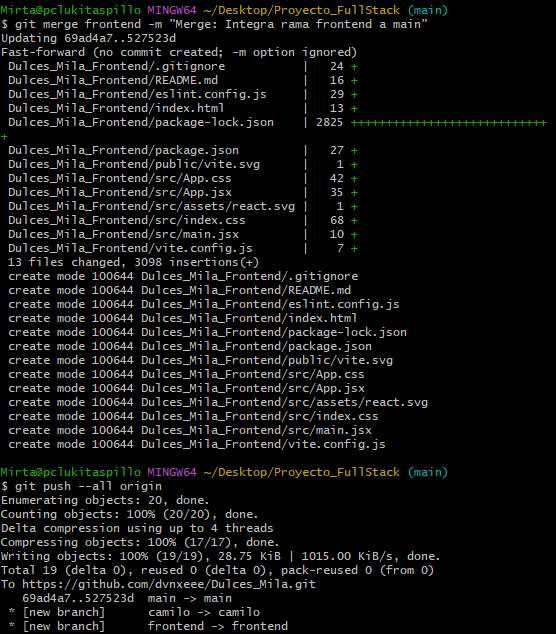 Mirta@pclukitaspillo MINGW64 ~/Desktop/Proyecto_FullStack (main)
$ git merge frontend -m "Merge: Integra rama frontend a main"
Updating 69ad4a7..527523d
Fast-forward (no commit created; -m option ignored)
 Dulces_Mila_Frontend/.gitignore           |   24 +
 Dulces_Mila_Frontend/README.md            |   16 +
 Dulces_Mila_Frontend/eslint.config.js     |   29 +
 Dulces_Mila_Frontend/index.html           |   13 +
 Dulces_Mila_Frontend/package-lock.json    | 2825 ++++++++++++++++++++++++++++
+
 Dulces_Mila_Frontend/package.json         |   27 +
 Dulces_Mila_Frontend/public/vite.svg      |    1 +
 Dulces_Mila_Frontend/src/App.css          |   42 +
 Dulces_Mila_Frontend/src/App.jsx          |   35 +
 Dulces_Mila_Frontend/src/assets/react.svg |    1 +
 Dulces_Mila_Frontend/src/index.css        |   68 +
 Dulces_Mila_Frontend/src/main.jsx         |   10 +
 Dulces_Mila_Frontend/vite.config.js       |    7 +
 13 files changed, 3098 insertions(+)
 create mode 100644 Dulces_Mila_Frontend/.gitignore
 create mode 100644 Dulces_Mila_Frontend/README.md
 create mode 100644 Dulces_Mila_Frontend/eslint.config.js
 create mode 100644 Dulces_Mila_Frontend/index.html
 create mode 100644 Dulces_Mila_Frontend/package-lock.json
 create mode 100644 Dulces_Mila_Frontend/package.json
 create mode 100644 Dulces_Mila_Frontend/public/vite.svg
 create mode 100644 Dulces_Mila_Frontend/src/App.css
 create mode 100644 Dulces_Mila_Frontend/src/App.jsx
 create mode 100644 Dulces_Mila_Frontend/src/assets/react.svg
 create mode 100644 Dulces_Mila_Frontend/src/index.css
 create mode 100644 Dulces_Mila_Frontend/src/main.jsx
 create mode 100644 Dulces_Mila_Frontend/vite.config.js
Mirta@pclukitaspillo MINGW64 ~/Desktop/Proyecto_FullStack (main)
$ git push --all origin
Enumerating objects: 20, done.
Counting objects: 100% (20/20), done.
Delta compression using up to 4 threads
Compressing objects: 100% (17/17), done.
Writing objects: 100% (19/19), 28.75 KiB | 1015.00 KiB/s, done.
Total 19 (delta 0), reused 0 (delta 0), pack-reused 0 (from 0)
To https://github.com/dvnxeee/Dulces_Mila.git
   69ad4a7..527523d  main -> main
 * [new branch]      camilo -> camilo
 * [new branch]      frontend -> frontend